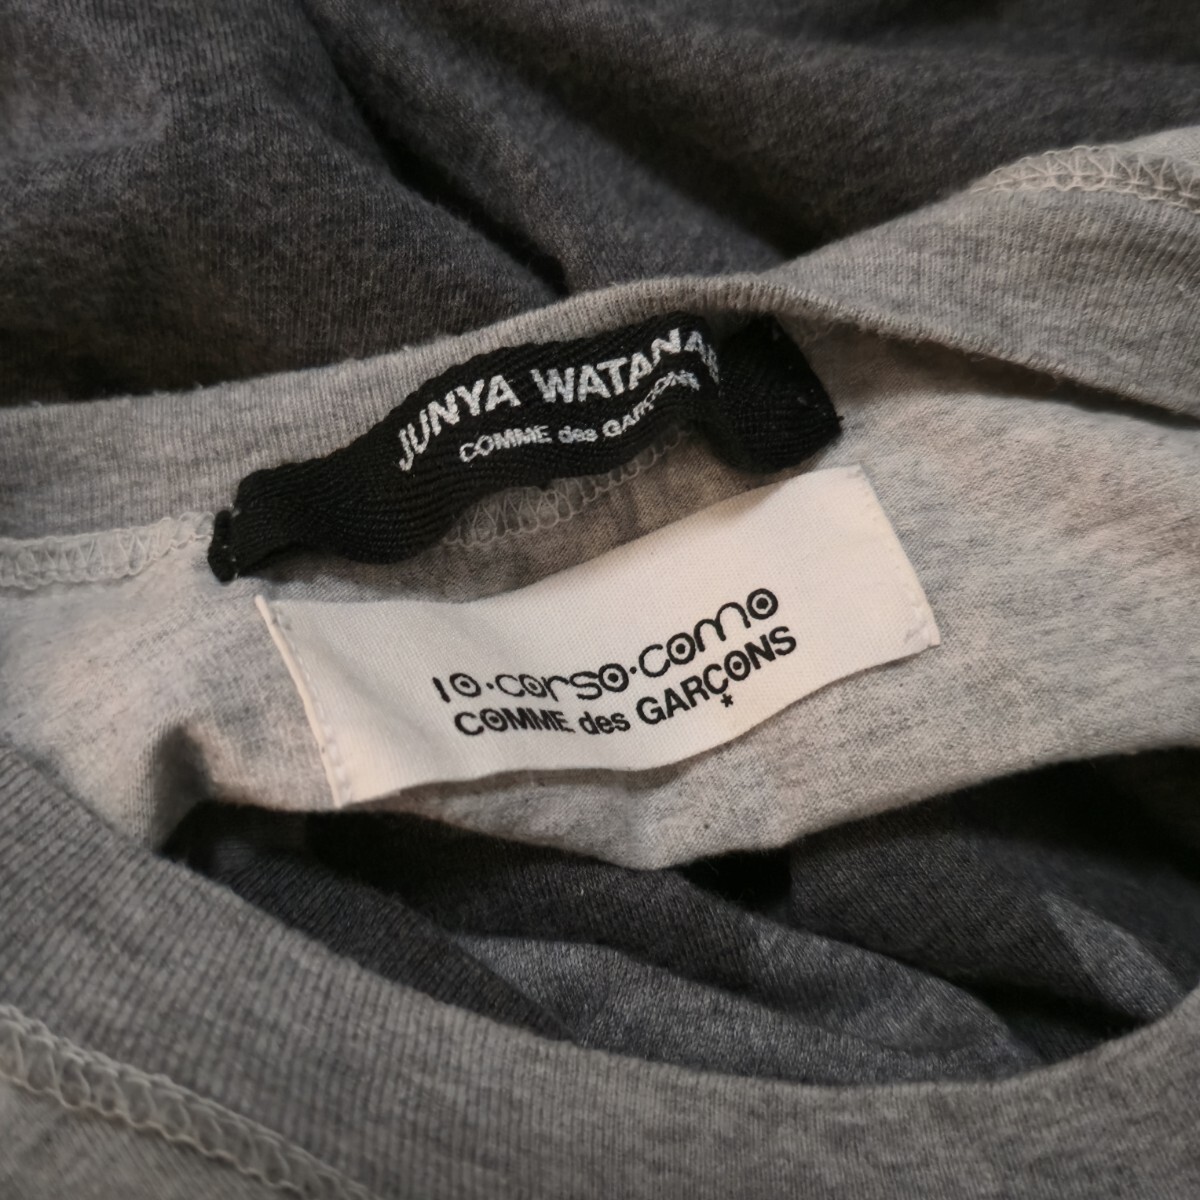 JUNYA WATANA
COMME des GARÇONS
10·corso·como
COMME des GARÇONS
*